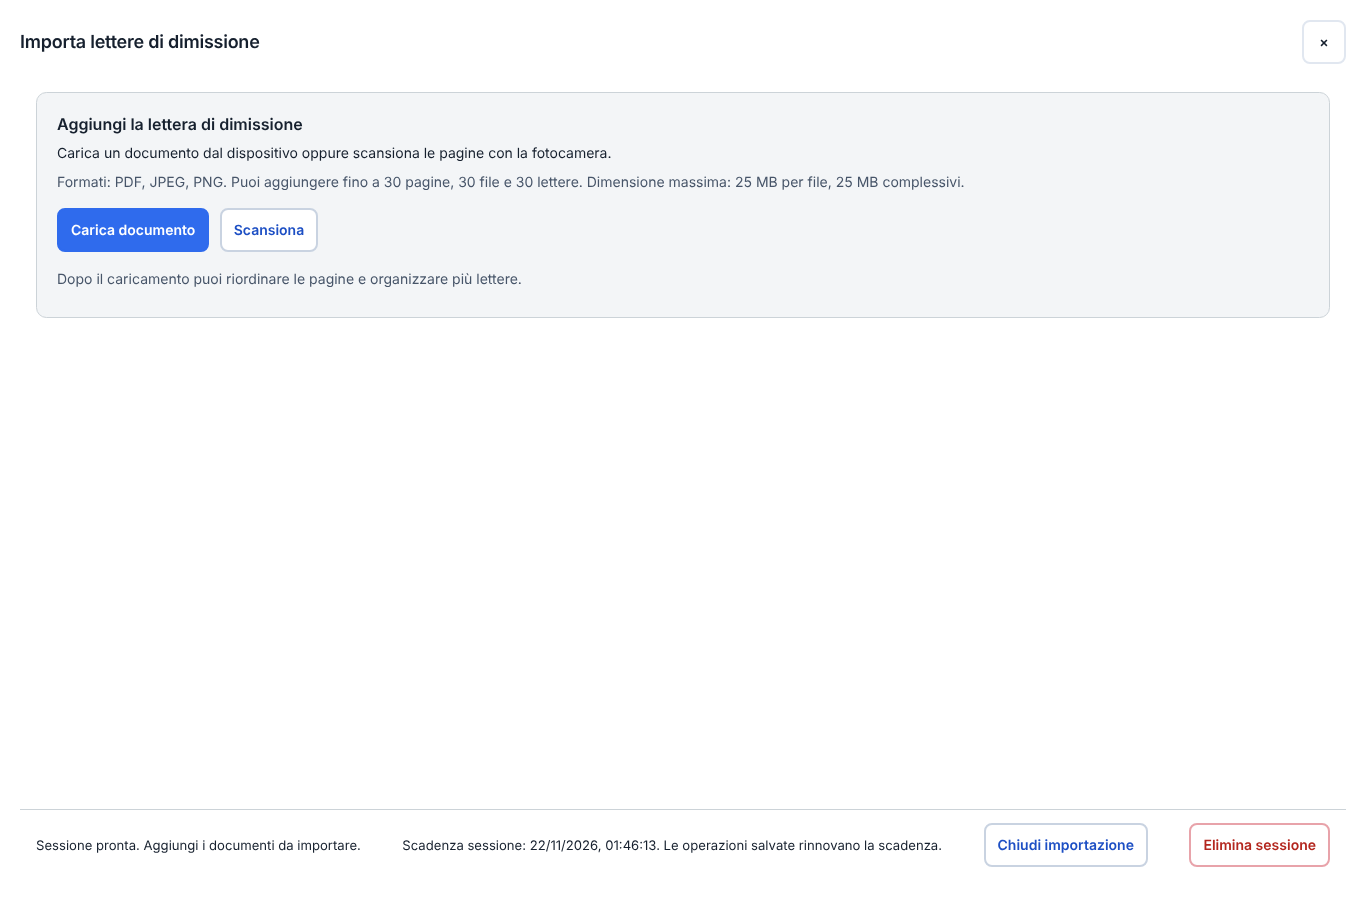 Importa lettere di dimissione
×
Aggiungi la lettera di dimissione
Carica un documento dal dispositivo oppure scansiona le pagine con la fotocamera.
Formati: PDF, JPEG, PNG. Puoi aggiungere fino a 30 pagine, 30 file e 30 lettere. Dimensione massima: 25 MB per file, 25 MB complessivi.
Carica documento
Scansiona
Dopo il caricamento puoi riordinare le pagine e organizzare più lettere.
Sessione pronta. Aggiungi i documenti da importare.
Scadenza sessione: 22/11/2026, 01:46:13. Le operazioni salvate rinnovano la scadenza.
Chiudi importazione
Elimina sessione